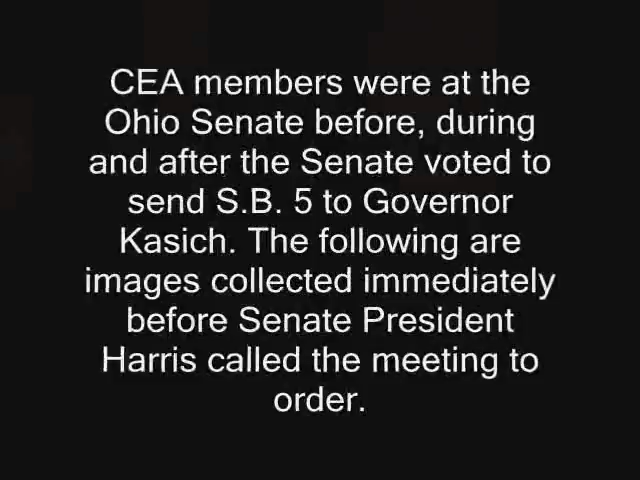 CEA members were at the
Ohio Senate before, during
and after the Senate voted to
send S.B. 5 to Governor
Kasich. The following are
images collected immediately
before Senate President
Harris called the meeting to
order.